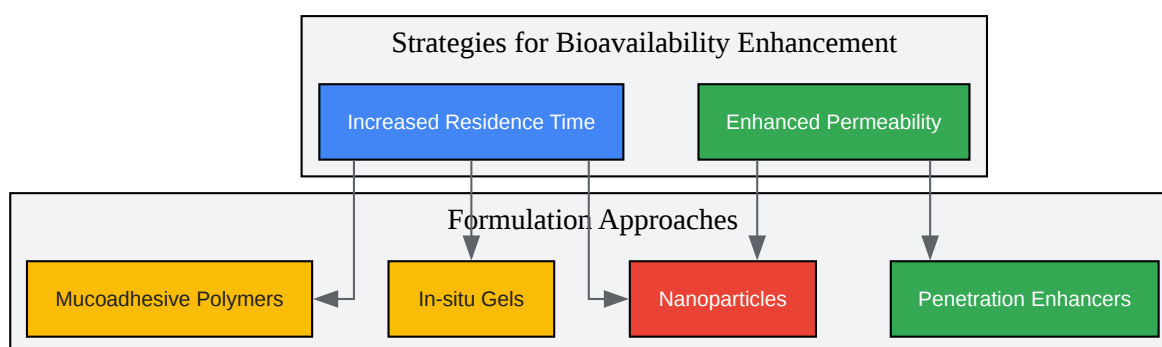 Strategies for Bioavailability Enhancement
Increased Residence Time
Enhanced Permeability
Formulation Approaches
Mucoadhesive Polymers
In-situ Gels
Nanoparticles
Penetration Enhancers